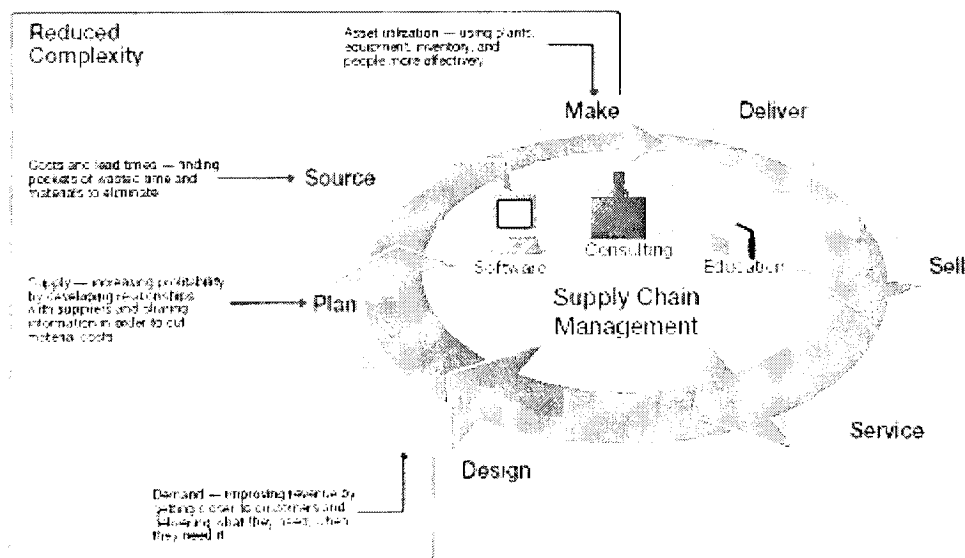 Reduced
Complexity
Asset utilization — using plants,
equipment, inventory, and
people more effectively
Make
Deliver
Costs and lead times — finding
pockets of wasted time and
materials to eliminate
Source
Software
Consulting
Education
Sell
Supply — increasing profitability
by developing relationships
with suppliers and sharing
information in order to cut
material costs
Plan
Supply Chain
Management
Service
Design
Demand — improving revenue by
getting closer to customers and
delivering what they need, when
they need it